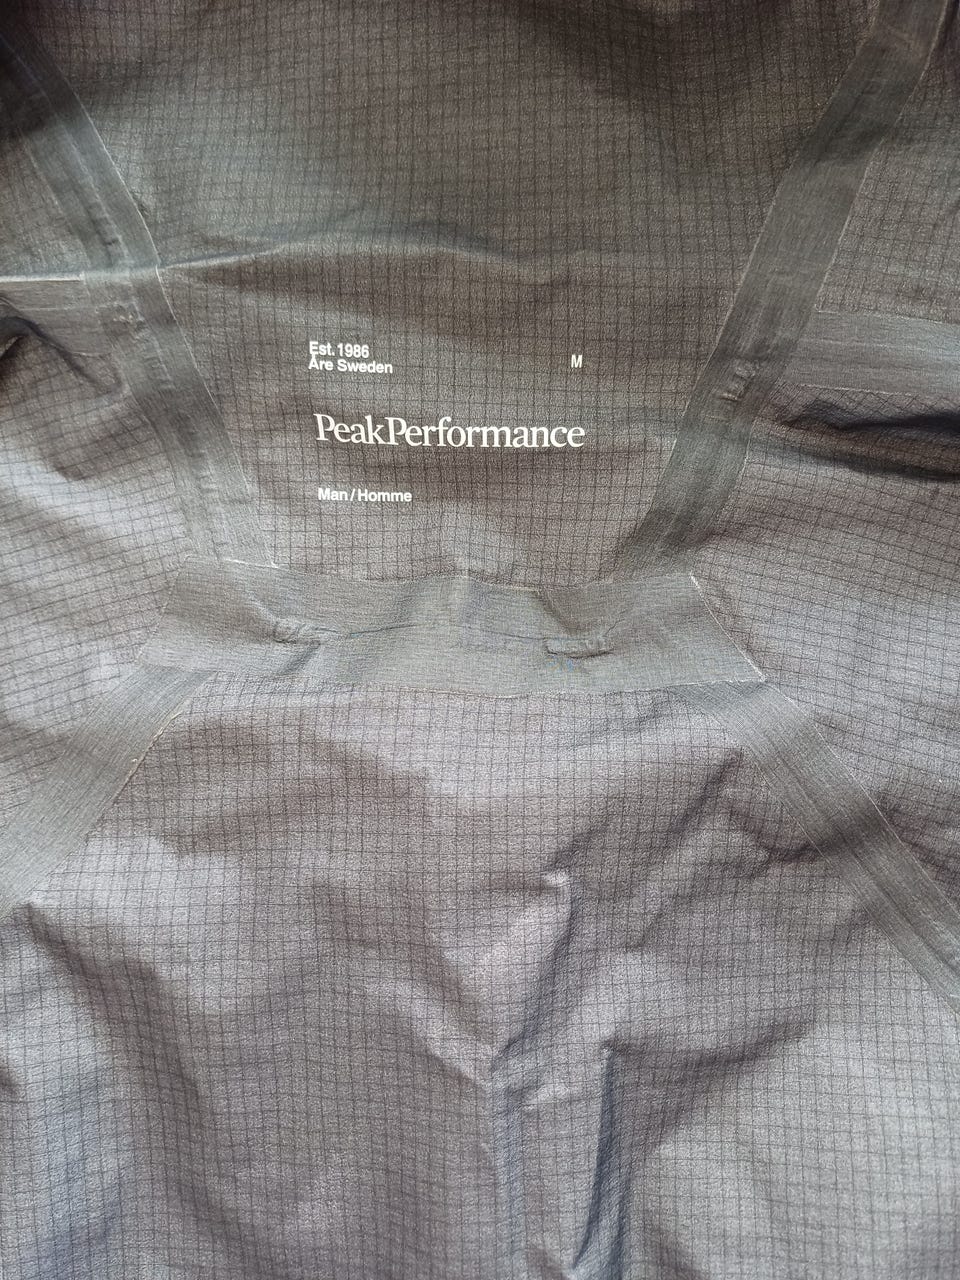 Est. 1986
Åre Sweden
M
PeakPerformance
Man / Homme